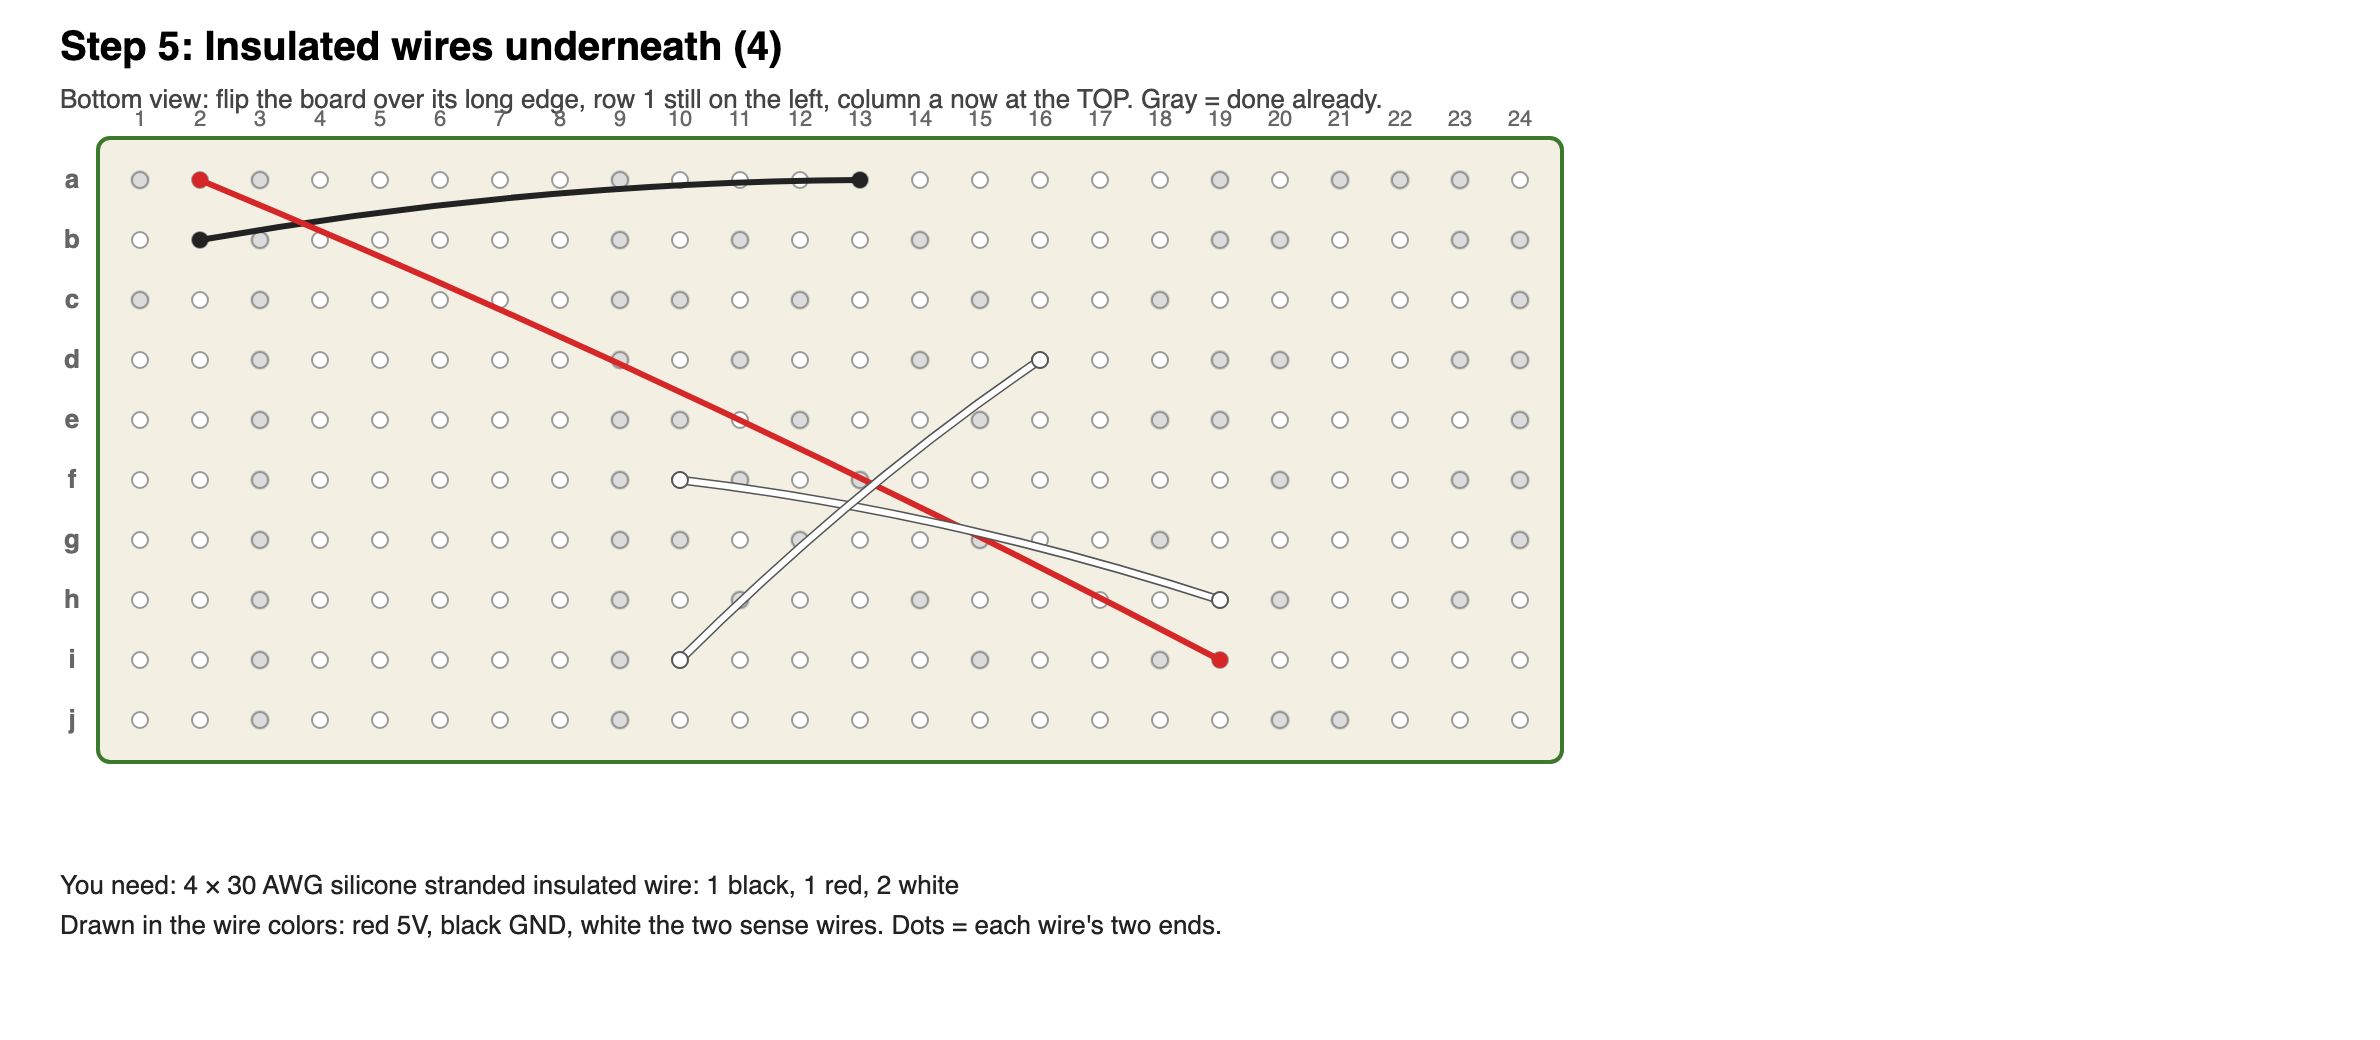 Step 5: Insulated wires underneath (4)
Bottom view: flip the board over its long edge, row 1 still on the left, column a now at the TOP. Gray = done already.
1 2 3 4 5 6 7 8 9 10 11 12 13 14 15 16 17 18 19 20 21 22 23 24
a
b
c
d
e
f
g
h
i
j
You need: 4 × 30 AWG silicone stranded insulated wire: 1 black, 1 red, 2 white
Drawn in the wire colors: red 5V, black GND, white the two sense wires. Dots = each wire's two ends.